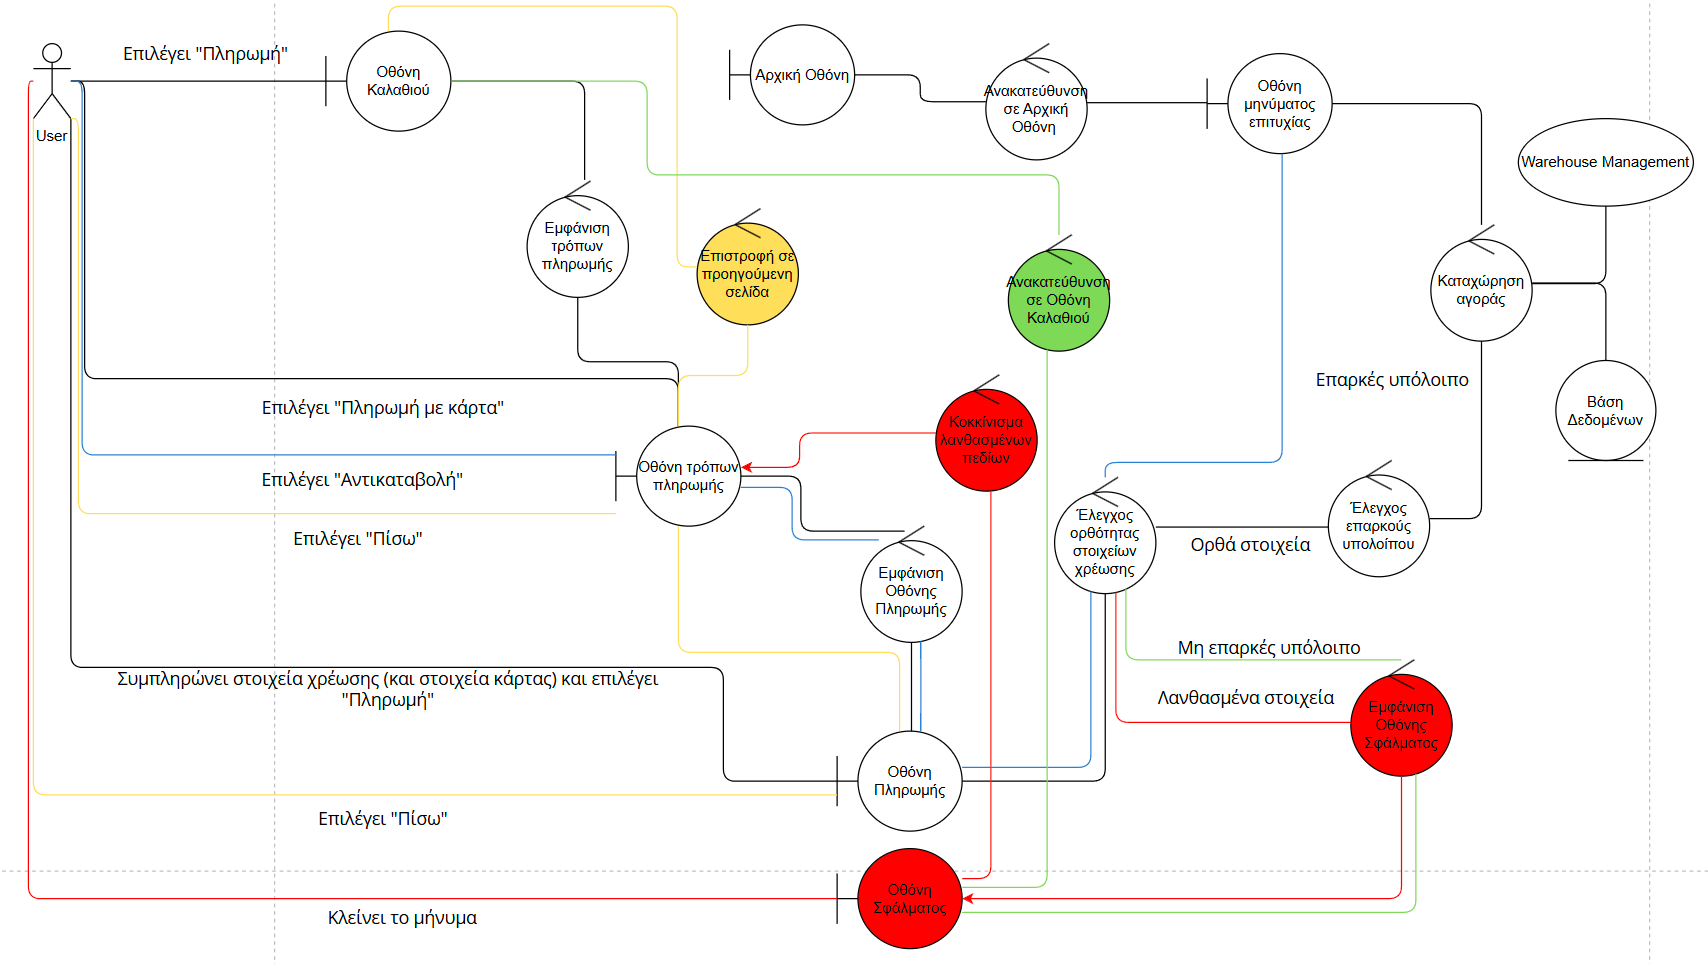 Επιλέγει "Πληρωμή"
User
Οθόνη
Καλαθιού
Αρχική Οθόνη
Ανακατεύθυνση
σε Αρχική
Οθόνη
Οθόνη
μηνύματος
επιτυχίας
Warehouse Management
Εμφάνιση
τρόπων
πληρωμής
Επιστροφή σε
προηγούμενη
σελίδα
Ανακατεύθυνση
σε Οθόνη
Καλαθιού
Καταχώρηση
αγοράς
Επαρκές υπόλοιπο
Βάση
Δεδομένων
Επιλέγει "Πληρωμή με κάρτα"
Κοκκίνισμα
λανθασμένων
πεδίων
Οθόνη τρόπων
πληρωμής
Επιλέγει "Αντικαταβολή"
Επιλέγει "Πίσω"
Έλεγχος
ορθότητας
στοιχείων
χρέωσης
Ορθά στοιχεία
Έλεγχος
επαρκούς
υπολοίπου
Εμφάνιση
Οθόνης
Πληρωμής
Μη επαρκές υπόλοιπο
Λανθασμένα στοιχεία
Εμφάνιση
Οθόνης
Σφάλματος
Συμπληρώνει στοιχεία χρέωσης (και στοιχεία κάρτας) και επιλέγει
"Πληρωμή"
Οθόνη
Πληρωμής
Επιλέγει "Πίσω"
Οθόνη
Σφάλματος
Κλείνει το μήνυμα